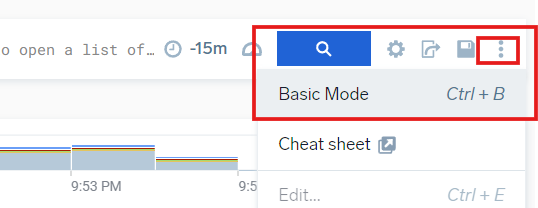 o open a list of… -15m
Basic Mode Ctrl + B
Cheat sheet
9:53 PM 9:5
Edit... Ctrl + E